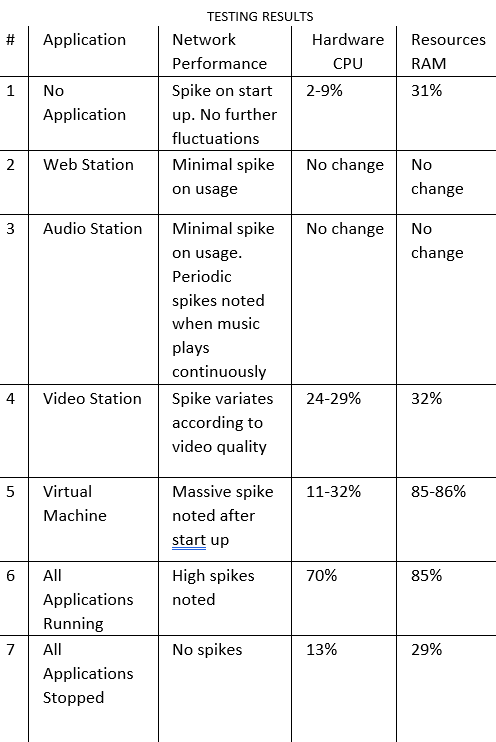 TESTING RESULTS
# Application Network Performance Hardware CPU Resources RAM
1 No Application Spike on start up. No further fluctuations 2-9% 31%
2 Web Station Minimal spike on usage No change No change
3 Audio Station Minimal spike on usage. Periodic spikes noted when music plays continuously No change No change
4 Video Station Spike variates according to video quality 24-29% 32%
5 Virtual Machine Massive spike noted after start up 11-32% 85-86%
6 All Applications Running High spikes noted 70% 85%
7 All Applications Stopped No spikes 13% 29%